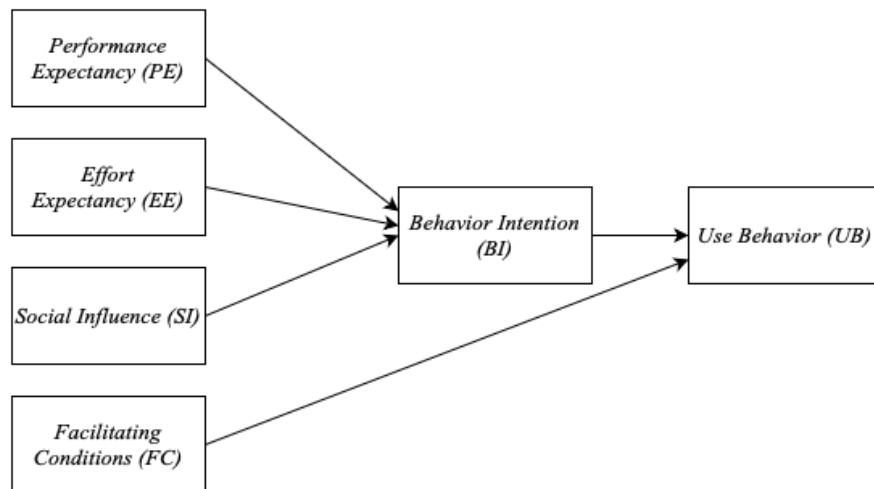 Performance
Expectancy (PE)
Effort
Expectancy (EE)
Social Influence (SI)
Facilitating
Conditions (FC)
Behavior Intention
(BI)
Use Behavior (UB)